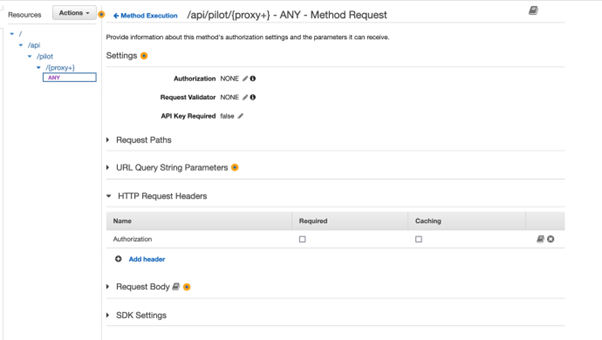 Resources
Actions
Method Execution
/api/pilot/{proxy+} - ANY - Method Request
/
/api
/pilot
/{proxy+}
ANY
Provide information about this method's authorization settings and the parameters it can receive.
Settings
Authorization NONE
Request Validator NONE
API Key Required false
Request Paths
URL Query String Parameters
HTTP Request Headers
Name Required Caching
Authorization
Add header
Request Body
SDK Settings